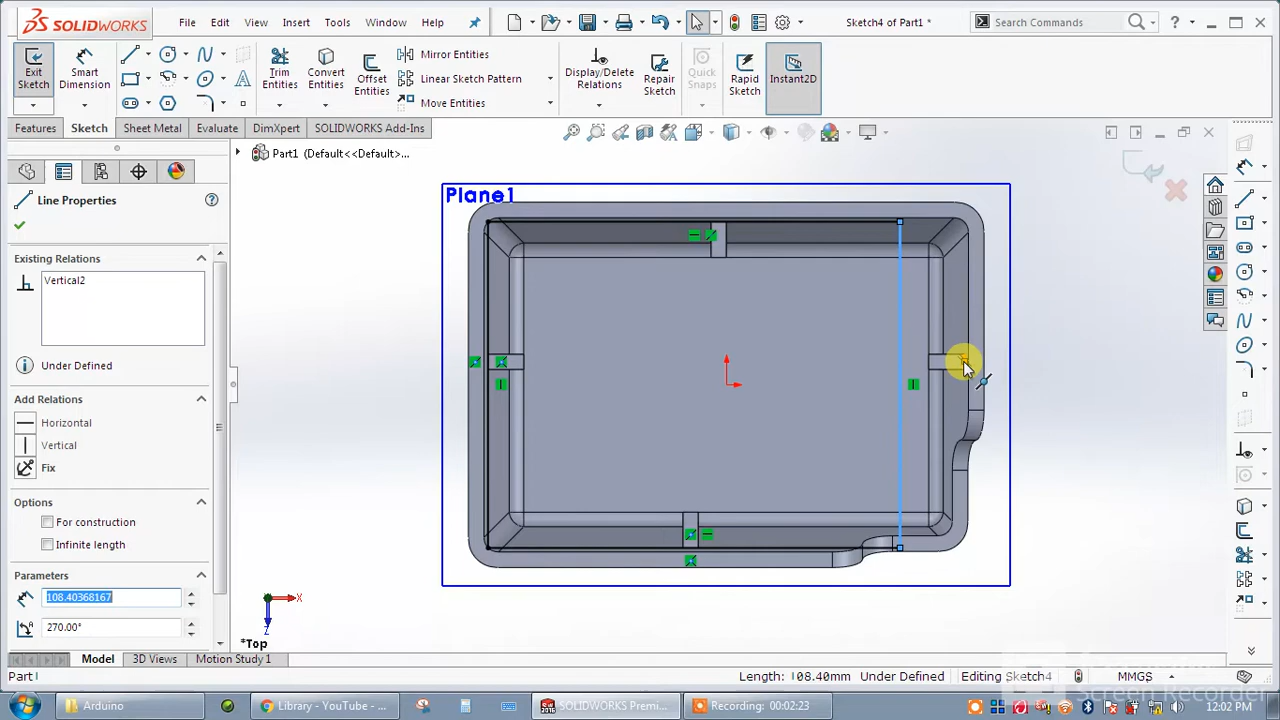 SOLIDWORKS
File Edit View Insert Tools Window Help
Sketch4 of Part1 *
Search Commands
Exit Sketch
Smart Dimension
Trim Entities
Convert Entities
Offset Entities
Mirror Entities
Linear Sketch Pattern
Move Entities
Display/Delete Relations
Repair Sketch
Quick Snaps
Rapid Sketch
Instant2D
Features Sketch Sheet Metal Evaluate DimXpert SOLIDWORKS Add-Ins
Part1 (Default<<Default>...
Line Properties
Existing Relations
Vertical2
Under Defined
Add Relations
Horizontal
Vertical
Fix
Options
For construction
Infinite length
Parameters
108.40368167
270.00°
Plane1
X
Z
*Top
Model 3D Views Motion Study 1
Part1 Length: 108.40mm Under Defined Editing Sketch4 MMGS
Screen Recorder
Arduino Library - YouTube - ... SOLIDWORKS Premi... Recording: 00:02:23 12:02 PM